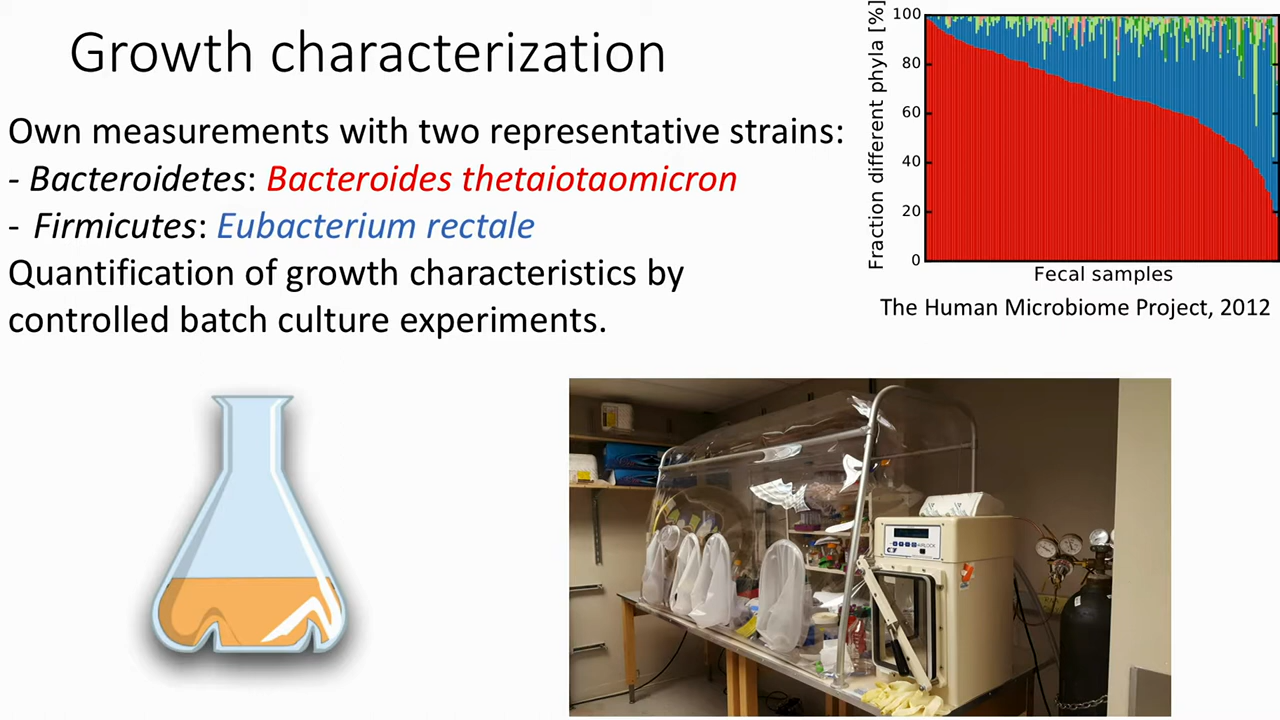 Growth characterization
Own measurements with two representative strains:
- Bacteroidetes: Bacteroides thetaiotaomicron
- Firmicutes: Eubacterium rectale
Quantification of growth characteristics by
controlled batch culture experiments.
Fraction different phyla [%]
100
80
60
40
20
0
Fecal samples
The Human Microbiome Project, 2012